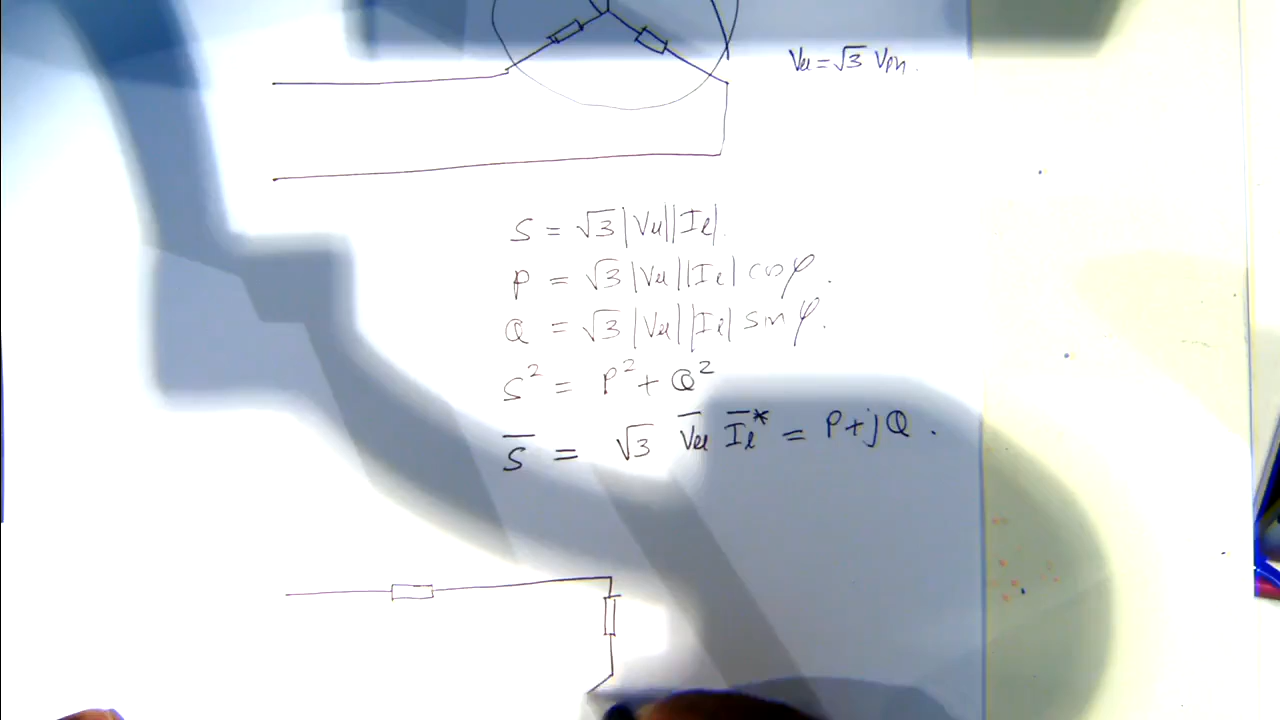 Vll = √3 Vph.
S = √3 |Vll| |Il|.
P = √3 |Vll| |Il| cos φ.
Q = √3 |Vll| |Il| sin φ.
S² = P² + Q²
S̅ = √3 V̅ll I̅l* = P + jQ.